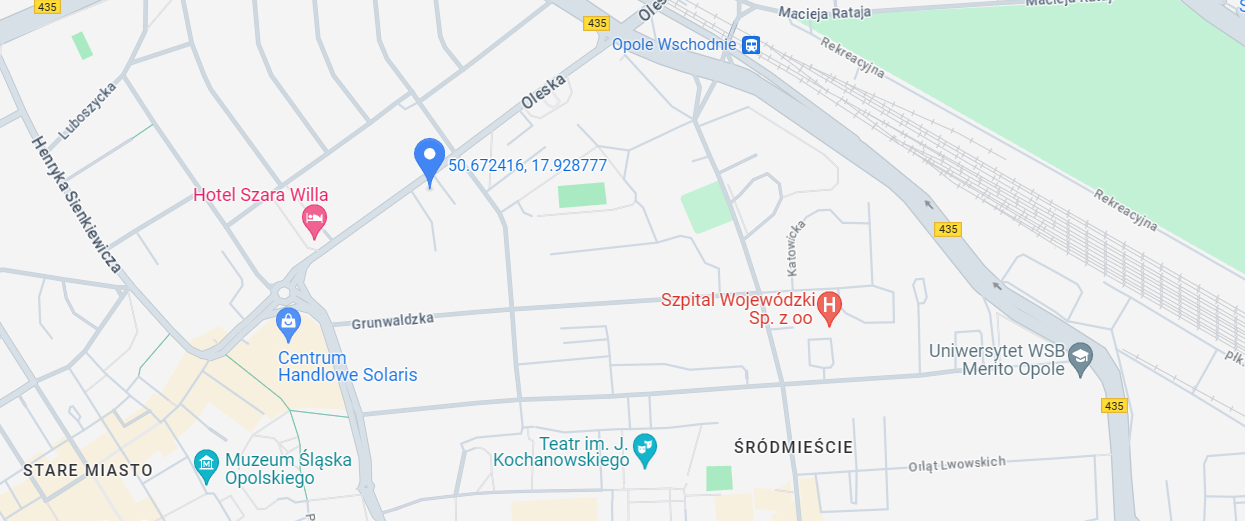 435
Oleska
Macieja Rataja
435
Opole Wschodnie
Rekreacyjna
Luboszycka
Oleska
Henryka Sienkiewicza
50.672416, 17.928777
Hotel Szara Willa
Rekreacyjna
435
Katowicka
Szpital Wojewódzki
Sp. z oo
Grunwaldzka
Centrum
Handlowe Solaris
Uniwersytet WSB
Merito Opole
płk.
435
Teatr im. J.
Kochanowskiego
ŚRÓDMIEŚCIE
Muzeum Śląska
Opolskiego
STARE MIASTO
Orląt Lwowskich